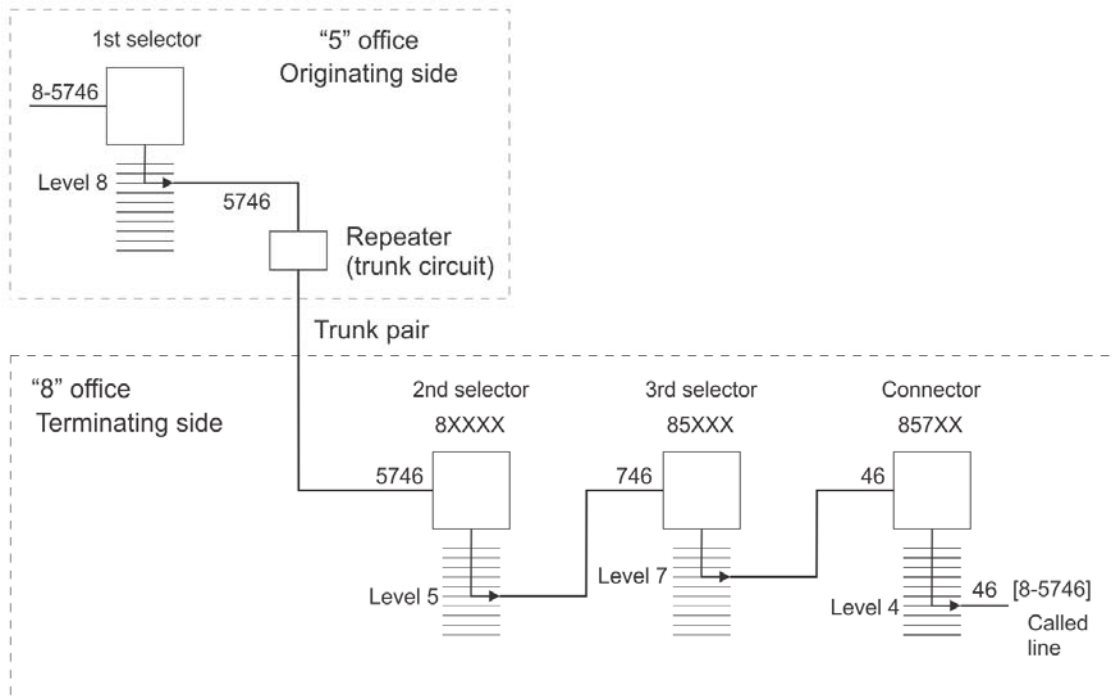 1st selector
“5” office
Originating side
8-5746
Level 8
5746
Repeater
(trunk circuit)
Trunk pair
“8” office
Terminating side
2nd selector
8XXXX
3rd selector
85XXX
Connector
857XX
5746
746
46
Level 5
Level 7
Level 4
46
[8-5746]
Called
line